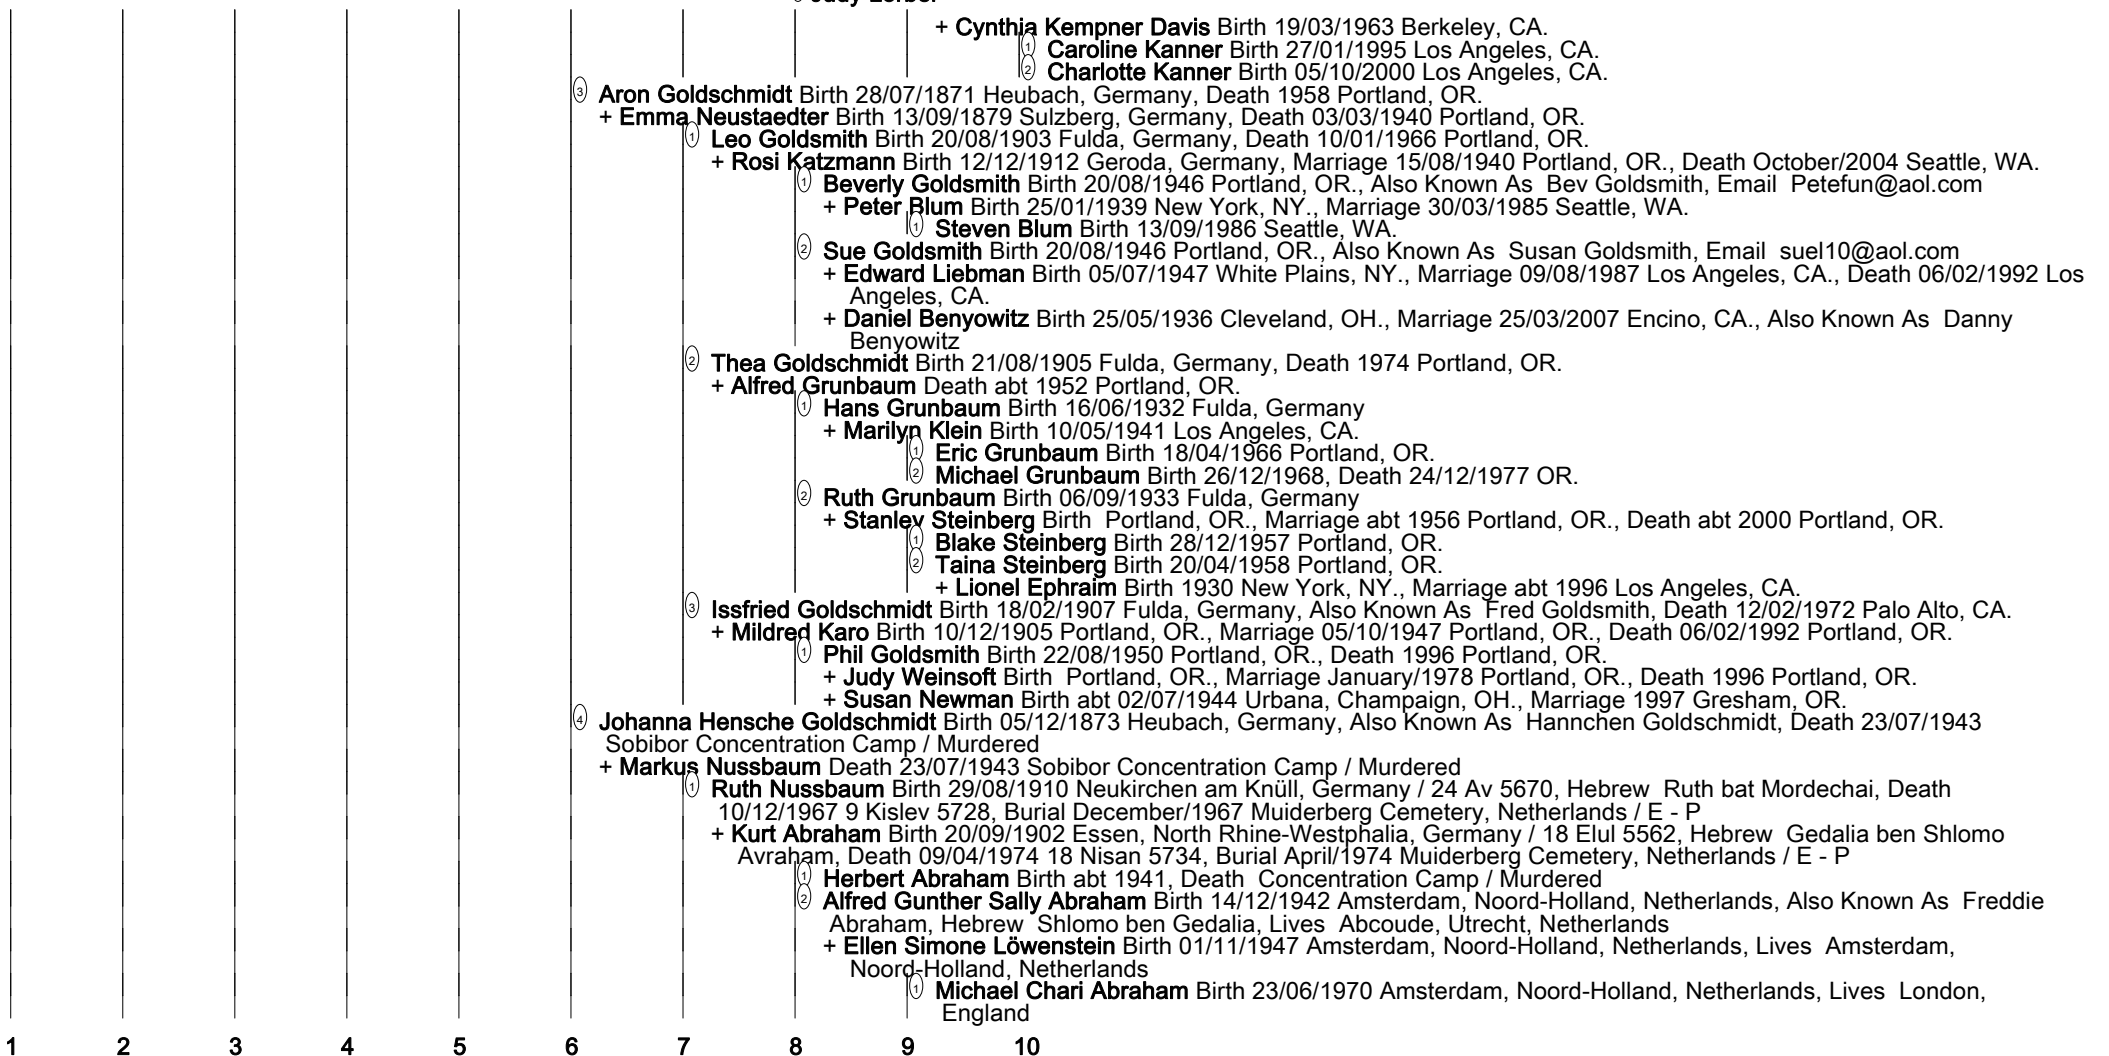 + Cynthia Kempner Davis Birth 19/03/1963 Berkeley, CA.
1 Caroline Kanner Birth 27/01/1995 Los Angeles, CA.
2 Charlotte Kanner Birth 05/10/2000 Los Angeles, CA.
3 Aron Goldschmidt Birth 28/07/1871 Heubach, Germany, Death 1958 Portland, OR.
+ Emma Neustaedter Birth 13/09/1879 Sulzberg, Germany, Death 03/03/1940 Portland, OR.
1 Leo Goldsmith Birth 20/08/1903 Fulda, Germany, Death 10/01/1966 Portland, OR.
+ Rosi Katzmann Birth 12/12/1912 Geroda, Germany, Marriage 15/08/1940 Portland, OR., Death October/2004 Seattle, WA.
1 Beverly Goldsmith Birth 20/08/1946 Portland, OR., Also Known As Bev Goldsmith, Email Petefun@aol.com
+ Peter Blum Birth 25/01/1939 New York, NY., Marriage 30/03/1985 Seattle, WA.
1 Steven Blum Birth 13/09/1986 Seattle, WA.
2 Sue Goldsmith Birth 20/08/1946 Portland, OR., Also Known As Susan Goldsmith, Email suel10@aol.com
+ Edward Liebman Birth 05/07/1947 White Plains, NY., Marriage 09/08/1987 Los Angeles, CA., Death 06/02/1992 Los
Angeles, CA.
+ Daniel Benyowitz Birth 25/05/1936 Cleveland, OH., Marriage 25/03/2007 Encino, CA., Also Known As Danny
Benyowitz
2 Thea Goldschmidt Birth 21/08/1905 Fulda, Germany, Death 1974 Portland, OR.
+ Alfred Grunbaum Death abt 1952 Portland, OR.
1 Hans Grunbaum Birth 16/06/1932 Fulda, Germany
+ Marilyn Klein Birth 10/05/1941 Los Angeles, CA.
1 Eric Grunbaum Birth 18/04/1966 Portland, OR.
2 Michael Grunbaum Birth 26/12/1968, Death 24/12/1977 OR.
2 Ruth Grunbaum Birth 06/09/1933 Fulda, Germany
+ Stanley Steinberg Birth Portland, OR., Marriage abt 1956 Portland, OR., Death abt 2000 Portland, OR.
1 Blake Steinberg Birth 28/12/1957 Portland, OR.
2 Taina Steinberg Birth 20/04/1958 Portland, OR.
+ Lionel Ephraim Birth 1930 New York, NY., Marriage abt 1996 Los Angeles, CA.
3 Issfried Goldschmidt Birth 18/02/1907 Fulda, Germany, Also Known As Fred Goldsmith, Death 12/02/1972 Palo Alto, CA.
+ Mildred Karo Birth 10/12/1905 Portland, OR., Marriage 05/10/1947 Portland, OR., Death 06/02/1992 Portland, OR.
1 Phil Goldsmith Birth 22/08/1950 Portland, OR., Death 1996 Portland, OR.
+ Judy Weinsoft Birth Portland, OR., Marriage January/1978 Portland, OR., Death 1996 Portland, OR.
+ Susan Newman Birth abt 02/07/1944 Urbana, Champaign, OH., Marriage 1997 Gresham, OR.
4 Johanna Hensche Goldschmidt Birth 05/12/1873 Heubach, Germany, Also Known As Hannchen Goldschmidt, Death 23/07/1943
Sobibor Concentration Camp / Murdered
+ Markus Nussbaum Death 23/07/1943 Sobibor Concentration Camp / Murdered
1 Ruth Nussbaum Birth 29/08/1910 Neukirchen am Knüll, Germany / 24 Av 5670, Hebrew Ruth bat Mordechai, Death
10/12/1967 9 Kislev 5728, Burial December/1967 Muiderberg Cemetery, Netherlands / E - P
+ Kurt Abraham Birth 20/09/1902 Essen, North Rhine-Westphalia, Germany / 18 Elul 5562, Hebrew Gedalia ben Shlomo
Avraham, Death 09/04/1974 18 Nisan 5734, Burial April/1974 Muiderberg Cemetery, Netherlands / E - P
1 Herbert Abraham Birth abt 1941, Death Concentration Camp / Murdered
2 Alfred Gunther Sally Abraham Birth 14/12/1942 Amsterdam, Noord-Holland, Netherlands, Also Known As Freddie
Abraham, Hebrew Shlomo ben Gedalia, Lives Abcoude, Utrecht, Netherlands
+ Ellen Simone Löwenstein Birth 01/11/1947 Amsterdam, Noord-Holland, Netherlands, Lives Amsterdam,
Noord-Holland, Netherlands
1 Michael Chari Abraham Birth 23/06/1970 Amsterdam, Noord-Holland, Netherlands, Lives London,
England
1 2 3 4 5 6 7 8 9 10